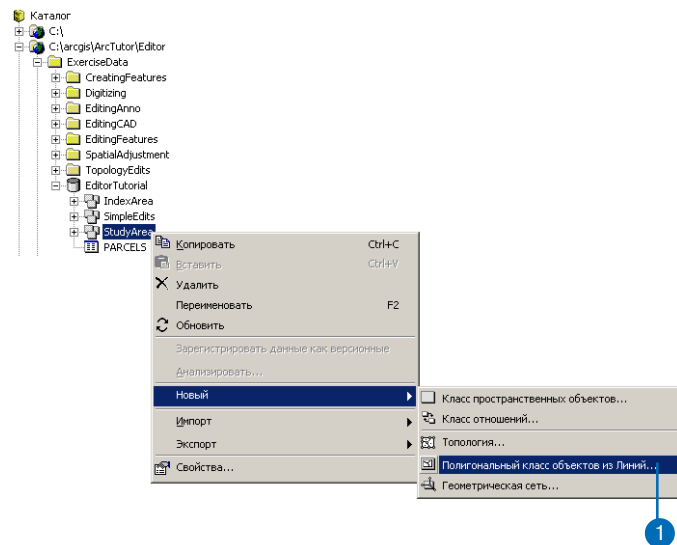 Каталог
C:\
C:\arcgis\ArcTutor\Editor
ExerciseData
CreatingFeatures
Digitizing
EditingAnno
EditingCAD
EditingFeatures
SpatialAdjustment
TopologyEdits
EditorTutorial
IndexArea
SimpleEdits
StudyArea
PARCELS
Копировать Ctrl+C
Вставить Ctrl+V
Удалить
Переименовать F2
Обновить
Зарегистрировать данные как версионные
Анализировать...
Новый
Импорт
Экспорт
Свойства...
Класс пространственных объектов...
Класс отношений...
Топология...
Полигональный класс объектов из Линий...
Геометрическая сеть...
1